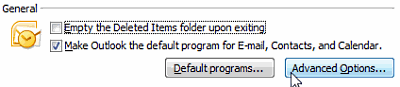 General
Empty the Deleted Items folder upon exiting
Make Outlook the default program for E-mail, Contacts, and Calendar.
Default programs... Advanced Options...